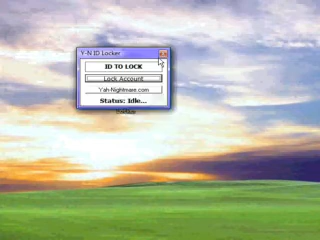 Y-N ID Locker
ID TO LOCK
Lock Account
Yah-Nightmare.com
Status: Idle...